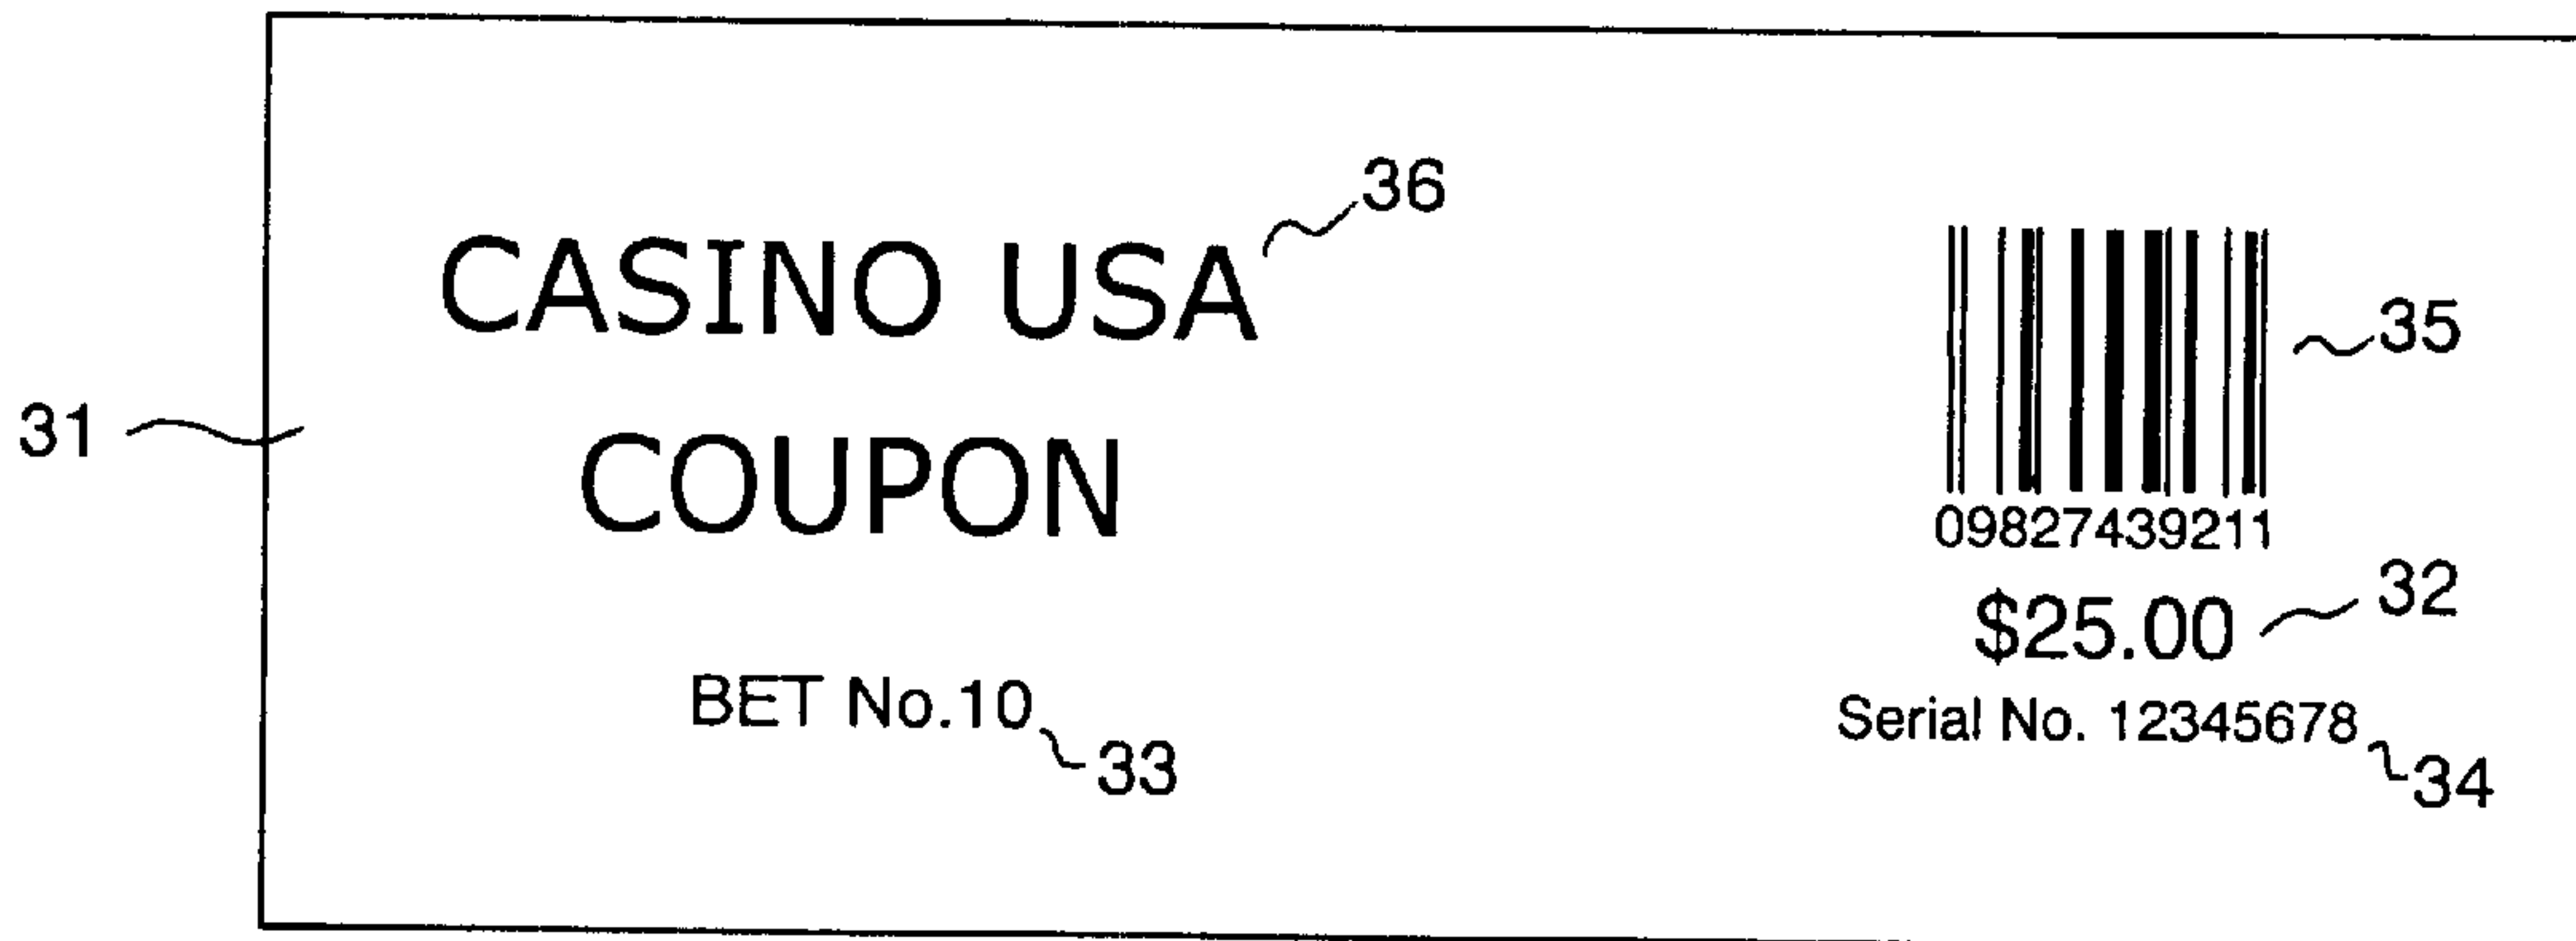 36
CASINO USA
35
31
COUPON
09827439211
32
$25.00
BET No.10
Serial No. 12345678
33
34